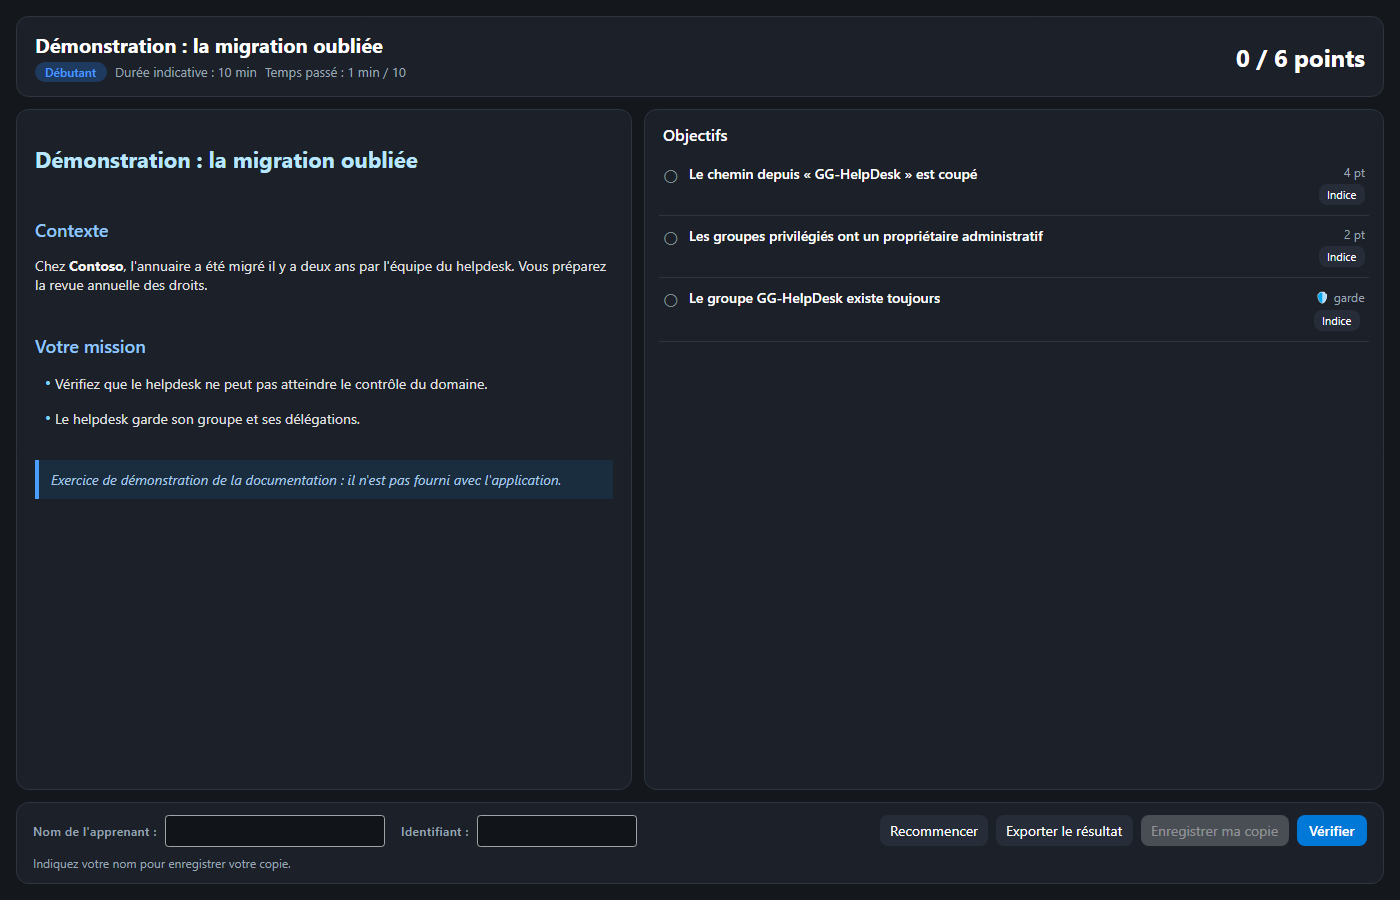 Démonstration : la migration oubliée
Débutant Durée indicative : 10 min Temps passé : 1 min / 10
0 / 6 points
Démonstration : la migration oubliée
Contexte
Chez Contoso, l'annuaire a été migré il y a deux ans par l'équipe du helpdesk. Vous préparez
la revue annuelle des droits.
Votre mission
• Vérifiez que le helpdesk ne peut pas atteindre le contrôle du domaine.
• Le helpdesk garde son groupe et ses délégations.
Exercice de démonstration de la documentation : il n'est pas fourni avec l'application.
Objectifs
Le chemin depuis « GG-HelpDesk » est coupé
4 pt
Indice
Les groupes privilégiés ont un propriétaire administratif
2 pt
Indice
Le groupe GG-HelpDesk existe toujours
garde
Indice
Nom de l'apprenant :
Identifiant :
Recommencer
Exporter le résultat
Enregistrer ma copie
Vérifier
Indiquez votre nom pour enregistrer votre copie.